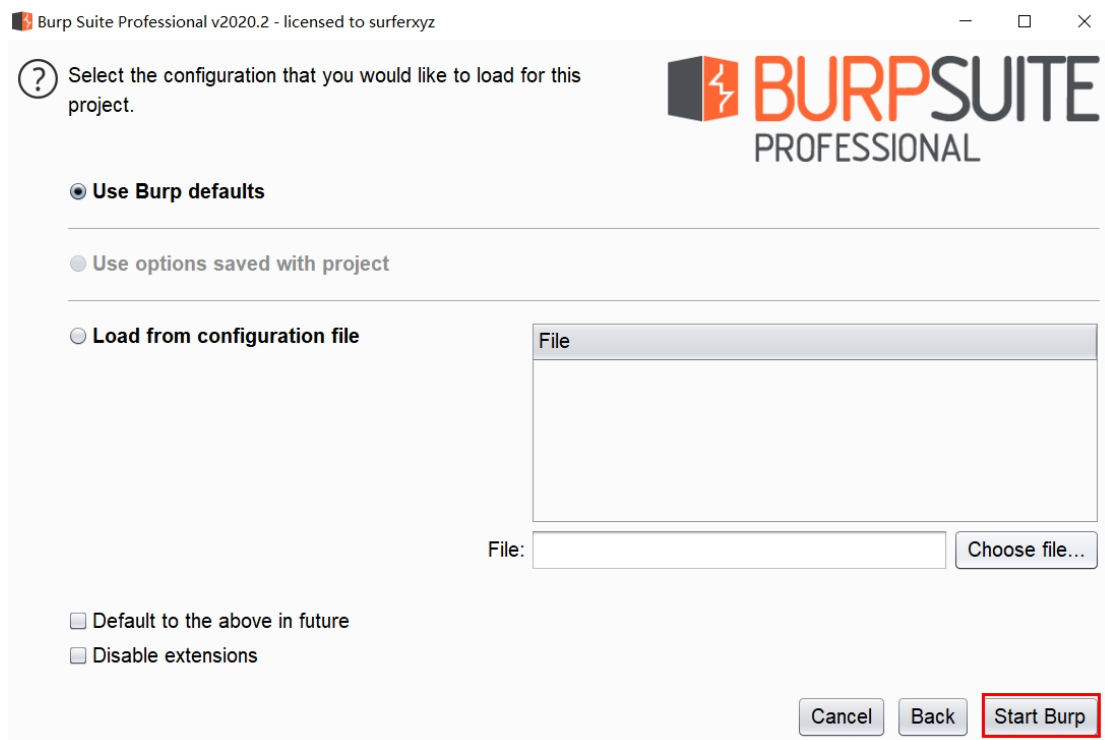 Burp Suite Professional v2020.2 - licensed to surferxyz
Select the configuration that you would like to load for this
project.
BURPSUITE
PROFESSIONAL
Use Burp defaults
Use options saved with project
Load from configuration file
File
File:
Choose file...
Default to the above in future
Disable extensions
Cancel
Back
Start Burp